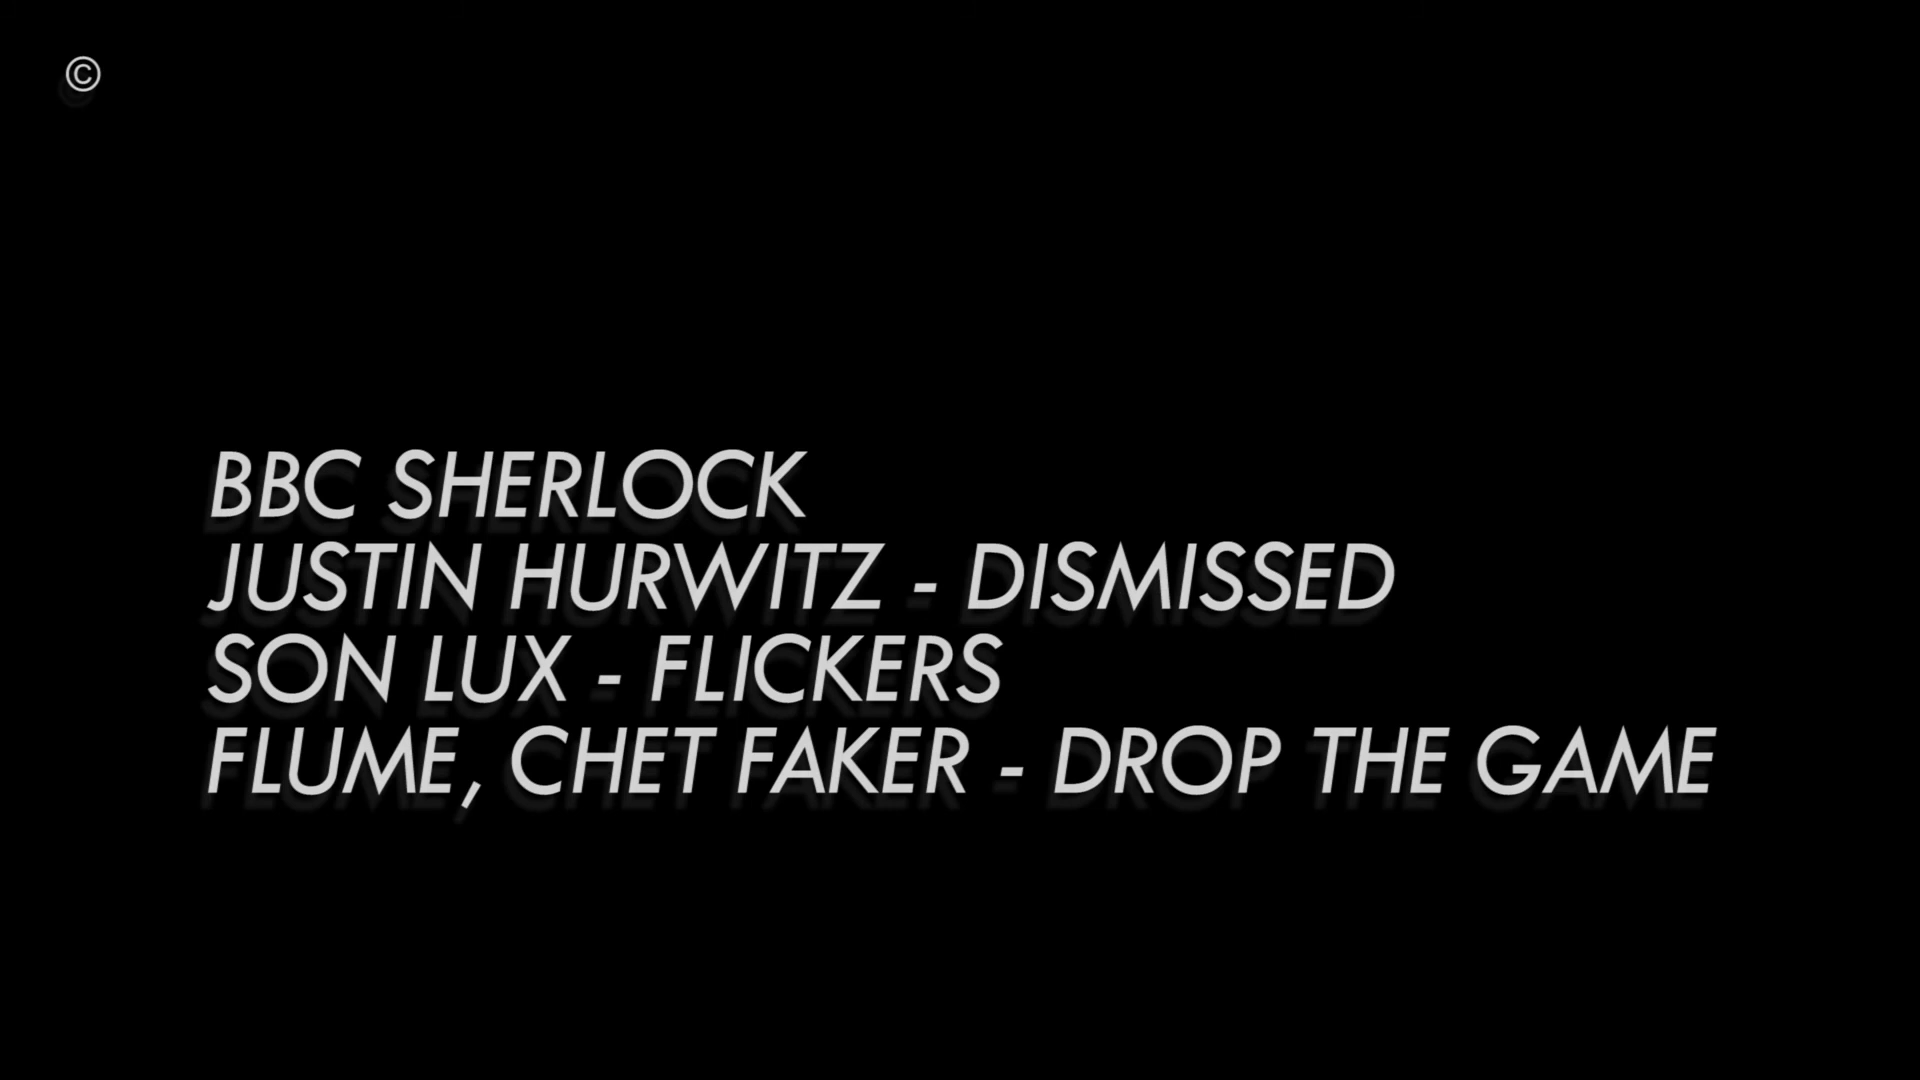 ©
BBC SHERLOCK
JUSTIN HURWITZ - DISMISSED
SON LUX - FLICKERS
FLUME, CHET FAKER - DROP THE GAME